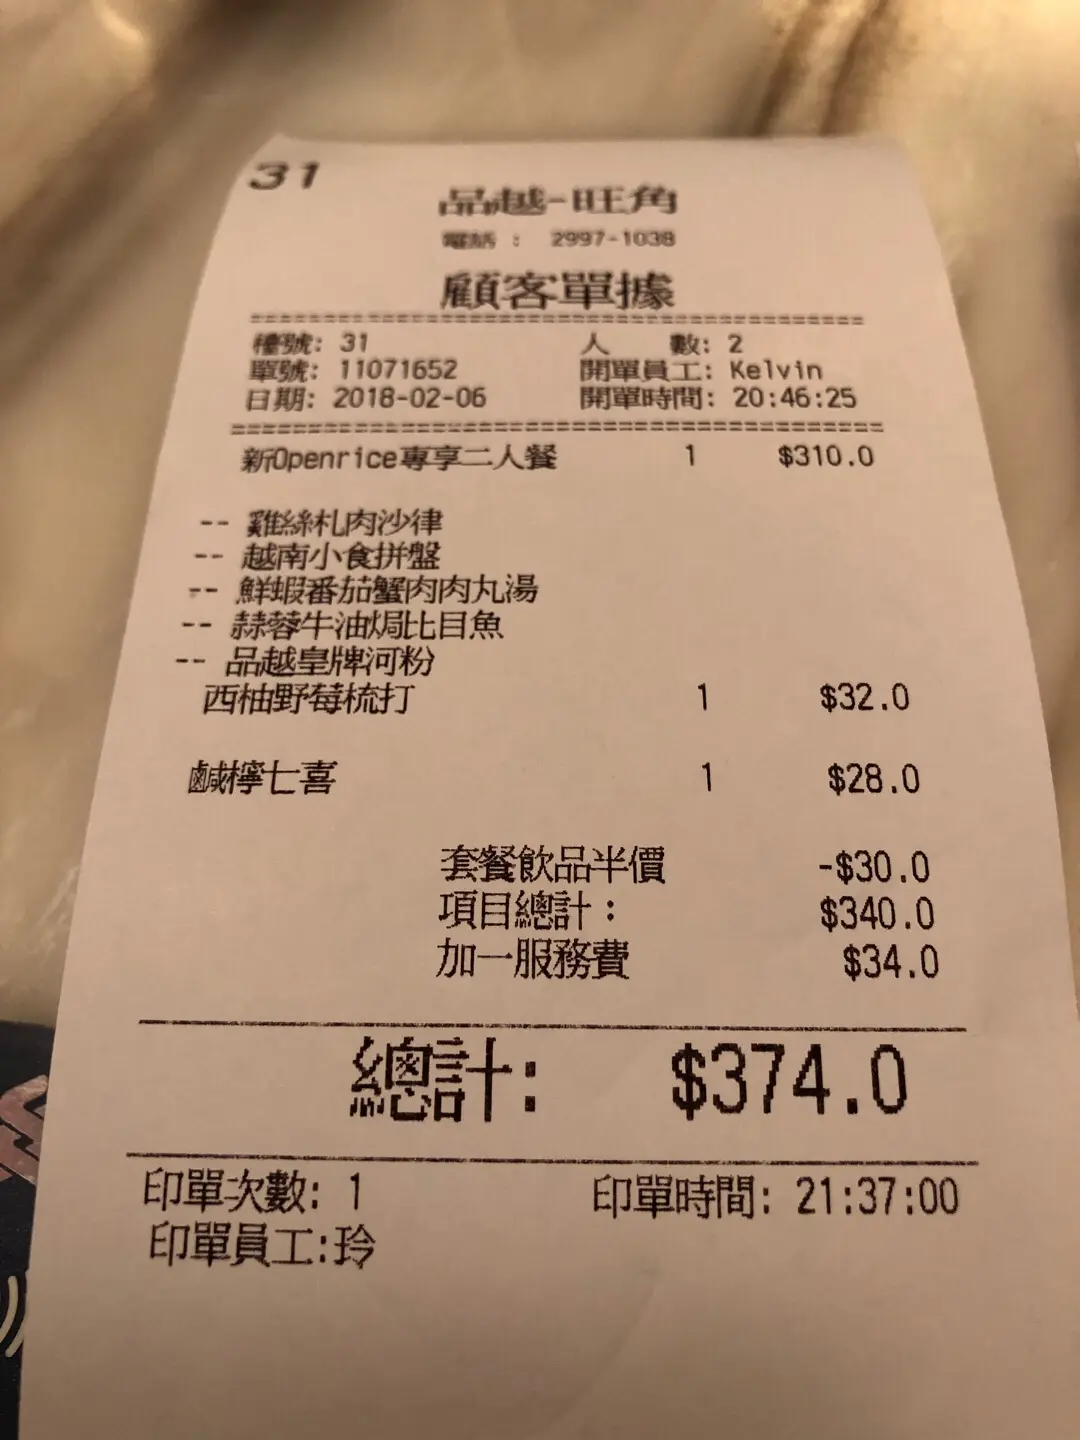 31
品越-旺角
電話： 2997-1038
顧客單據
檯號: 31 人 數: 2
單號: 11071652 開單員工: Kelvin
日期: 2018-02-06 開單時間: 20:46:25
新Openrice專享二人餐 1 $310.0
-- 雞絲札肉沙律
-- 越南小食拼盤
-- 鮮蝦番茄蟹肉肉丸湯
-- 蒜蓉牛油焗比目魚
-- 品越皇牌河粉
西柚野莓梳打 1 $32.0
鹹檸七喜 1 $28.0
套餐飲品半價 -$30.0
項目總計： $340.0
加一服務費 $34.0
總計: $374.0
印單次數: 1 印單時間: 21:37:00
印單員工:玲